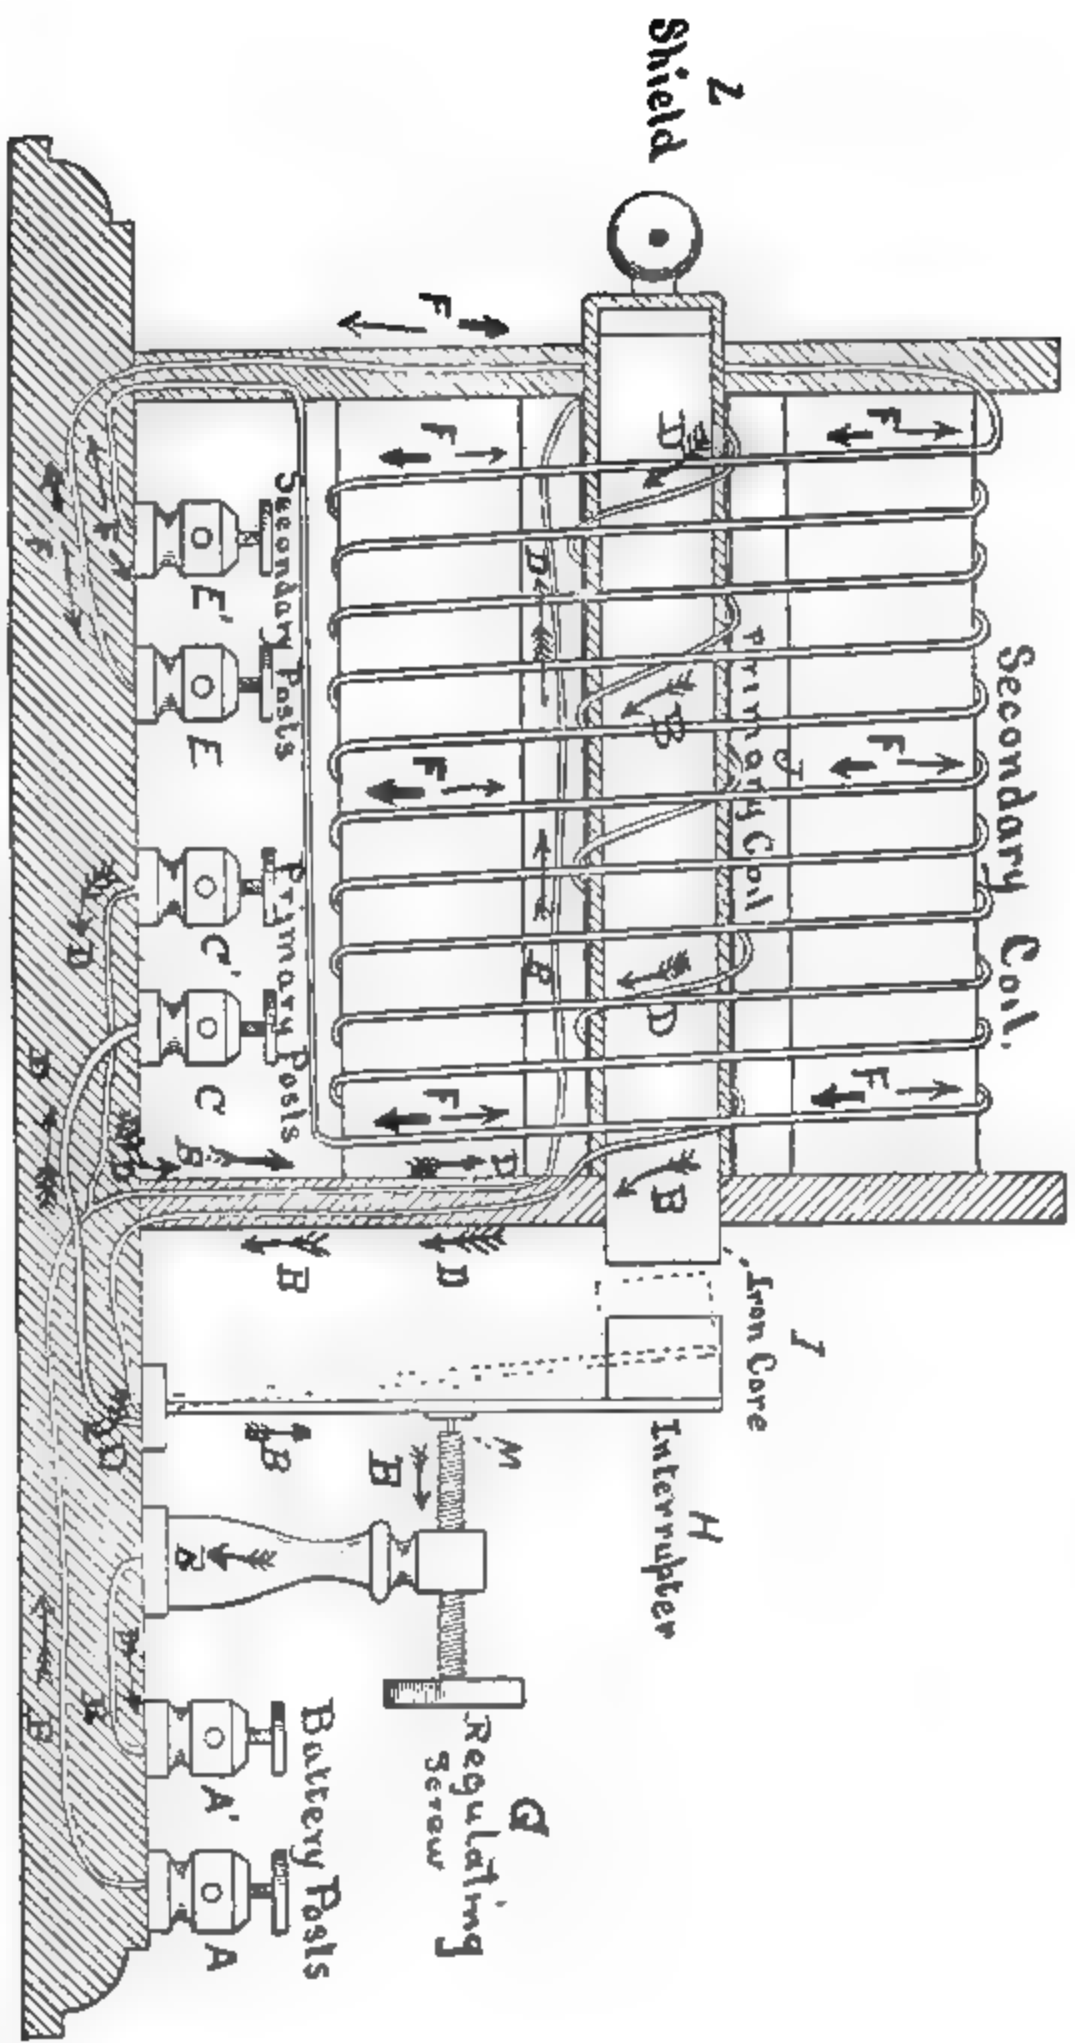 Z
Shield
Secondary Coil.
J
Primary Coil
I
Iron Core
H
Interrupter
M
G
Regulating
Screw
Secondary Posts
Primary Posts
Battery Posts
E'
E
C'
C
A'
A
F
F
F
F
F
F
F
F
F
D
D
D
D
D
D
D
B
B
B
B
B
B
B
B